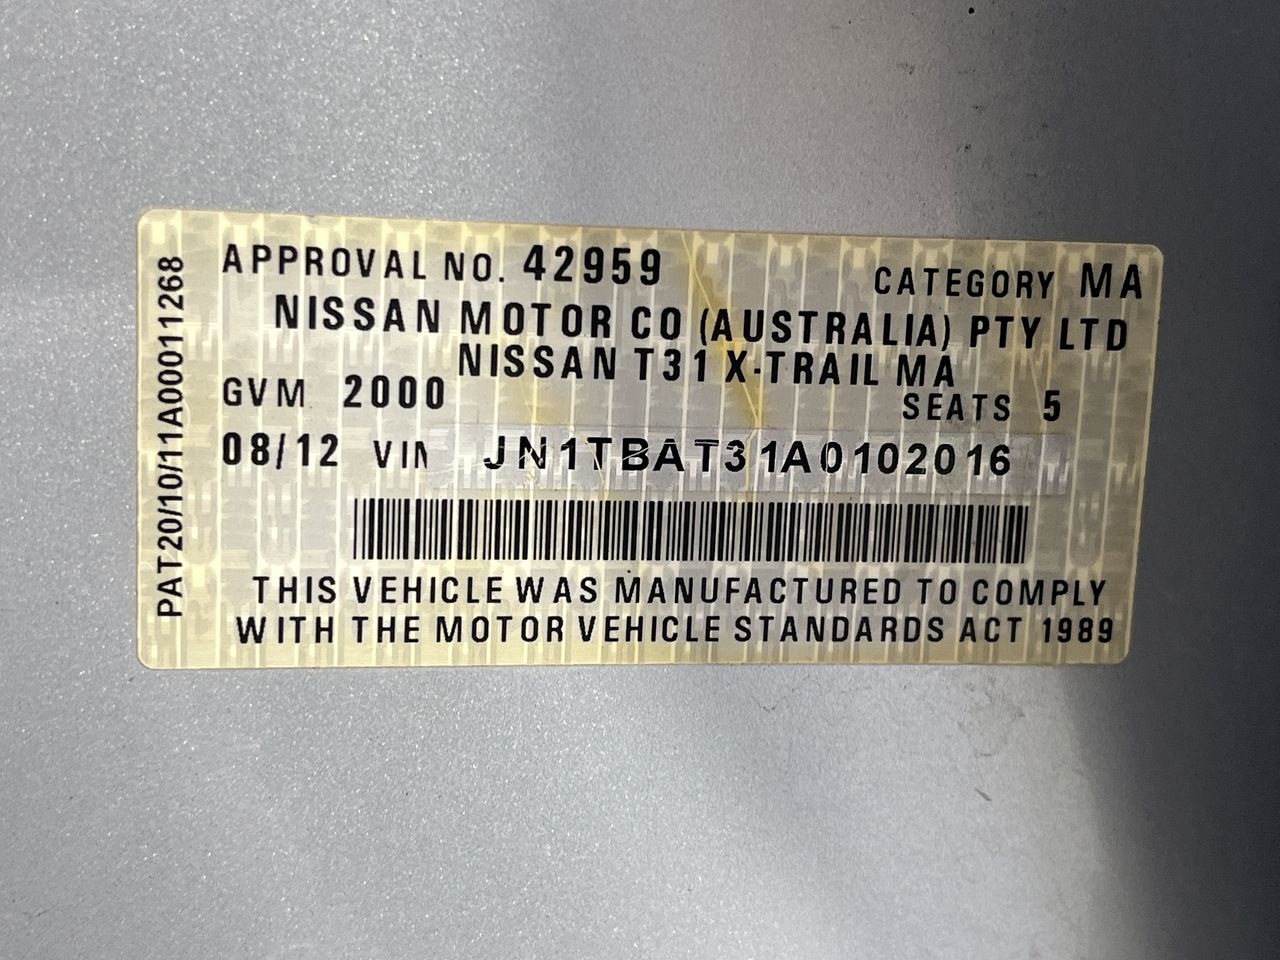 PAT20/10/11A00011268
APPROVAL NO. 42959 CATEGORY MA
NISSAN MOTOR CO (AUSTRALIA) PTY LTD
NISSAN T31 X-TRAIL MA
GVM 2000 SEATS 5
08/12 VIN JN1TBAT31A0102016
THIS VEHICLE WAS MANUFACTURED TO COMPLY
WITH THE MOTOR VEHICLE STANDARDS ACT 1989